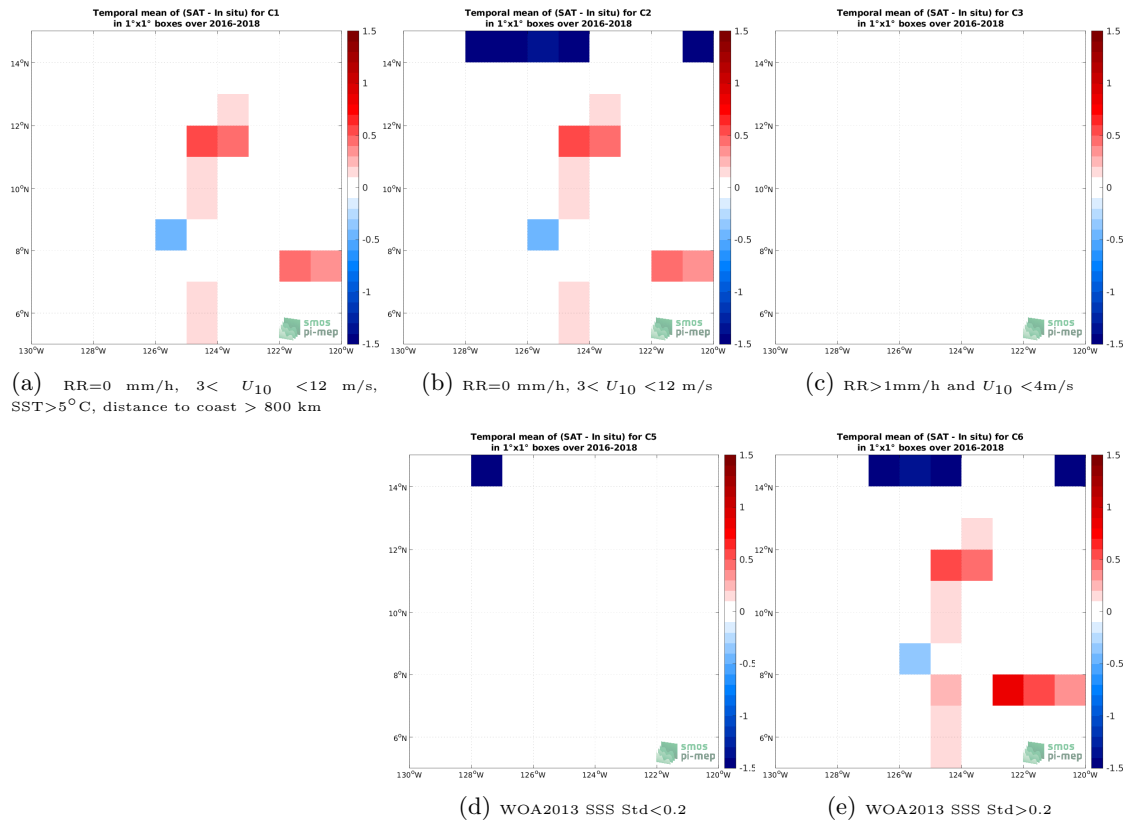 Temporal mean of (SAT - In situ) for C1
in 1°x1° boxes over 2016-2018
14°N
12°N
10°N
8°N
6°N
130°W
128°W
126°W
124°W
122°W
120°W
1.5
1
0.5
0
-0.5
-1
-1.5
smos
pi-mep
(a) RR=0 mm/h, 3< U10 <12 m/s,
SST>5°C, distance to coast > 800 km
Temporal mean of (SAT - In situ) for C2
in 1°x1° boxes over 2016-2018
14°N
12°N
10°N
8°N
6°N
130°W
128°W
126°W
124°W
122°W
120°W
1.5
1
0.5
0
-0.5
-1
-1.5
smos
pi-mep
(b) RR=0 mm/h, 3< U10 <12 m/s
Temporal mean of (SAT - In situ) for C3
in 1°x1° boxes over 2016-2018
14°N
12°N
10°N
8°N
6°N
130°W
128°W
126°W
124°W
122°W
120°W
1.5
1
0.5
0
-0.5
-1
-1.5
smos
pi-mep
(c) RR>1mm/h and U10 <4m/s
Temporal mean of (SAT - In situ) for C5
in 1°x1° boxes over 2016-2018
14°N
12°N
10°N
8°N
6°N
130°W
128°W
126°W
124°W
122°W
120°W
1.5
1
0.5
0
-0.5
-1
-1.5
smos
pi-mep
(d) WOA2013 SSS Std<0.2
Temporal mean of (SAT - In situ) for C6
in 1°x1° boxes over 2016-2018
14°N
12°N
10°N
8°N
6°N
130°W
128°W
126°W
124°W
122°W
120°W
1.5
1
0.5
0
-0.5
-1
-1.5
smos
pi-mep
(e) WOA2013 SSS Std>0.2